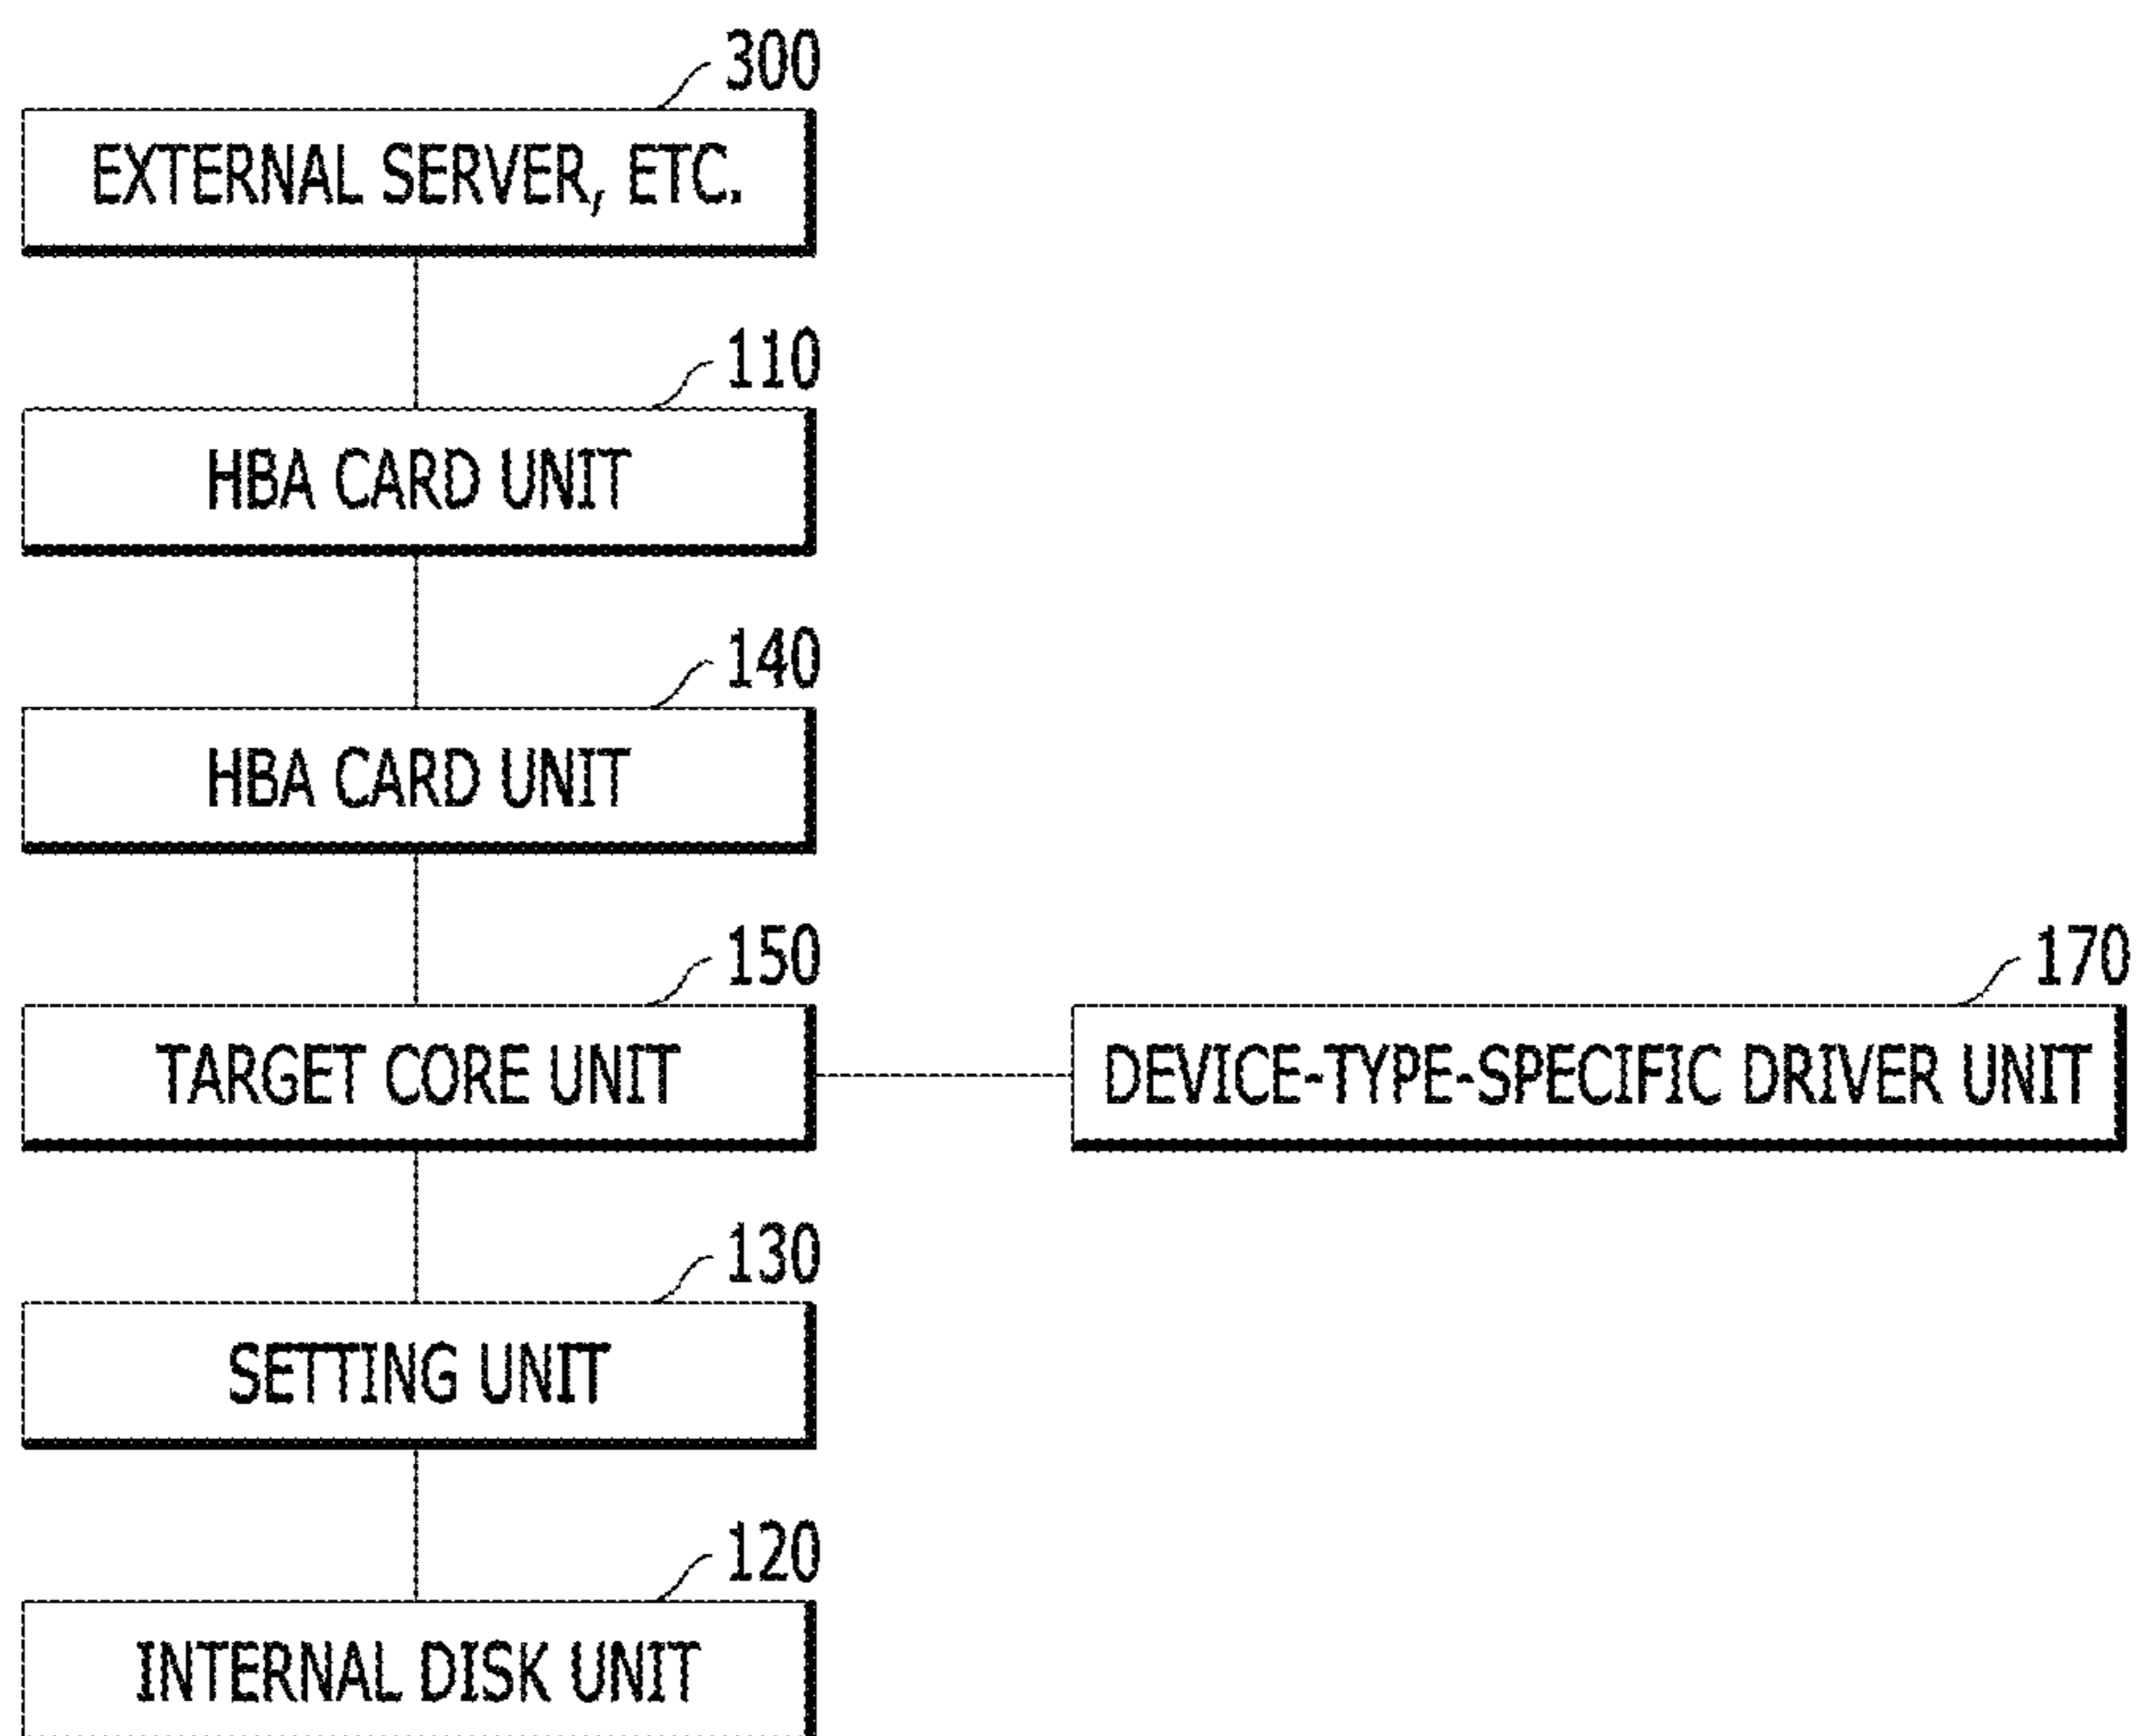 300
EXTERNAL SERVER, ETC.
110
HBA CARD UNIT
140
HBA CARD UNIT
150
TARGET CORE UNIT
170
DEVICE-TYPE-SPECIFIC DRIVER UNIT
130
SETTING UNIT
120
INTERNAL DISK UNIT